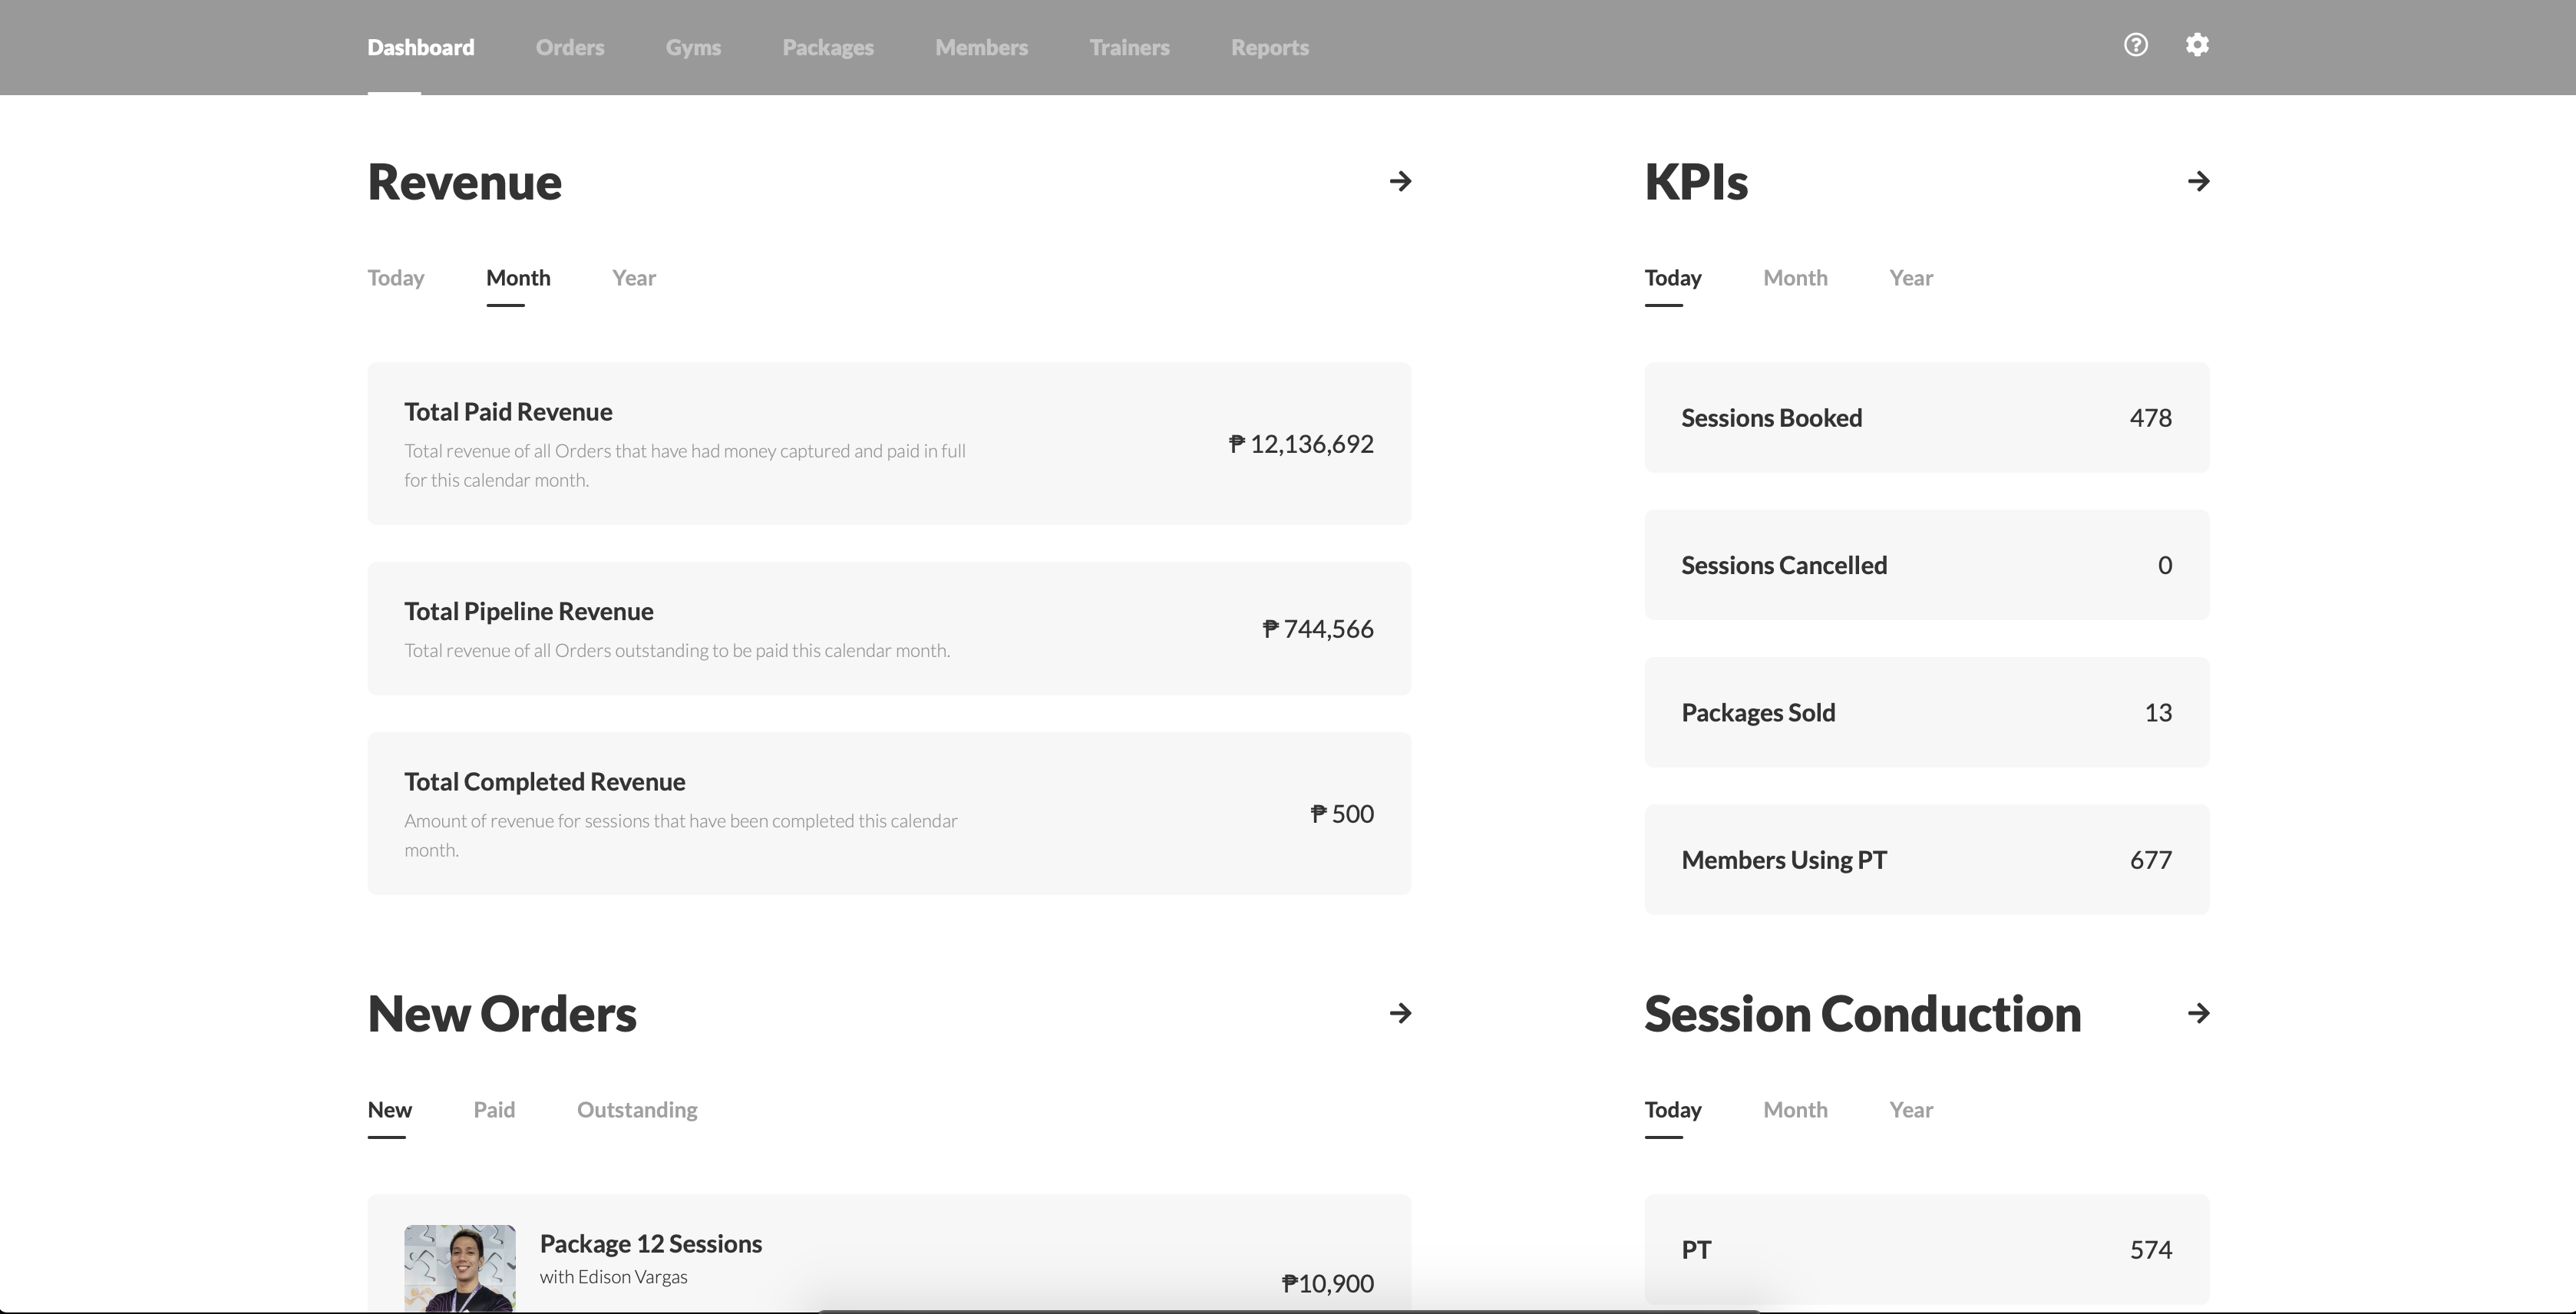 Dashboard Orders Gyms Packages Members Trainers Reports
Revenue
Today Month Year
Total Paid Revenue
Total revenue of all Orders that have had money captured and paid in full
for this calendar month.
₱ 12,136,692
Total Pipeline Revenue
Total revenue of all Orders outstanding to be paid this calendar month.
₱ 744,566
Total Completed Revenue
Amount of revenue for sessions that have been completed this calendar
month.
₱ 500
KPIs
Today Month Year
Sessions Booked 478
Sessions Cancelled 0
Packages Sold 13
Members Using PT 677
New Orders
New Paid Outstanding
Package 12 Sessions
with Edison Vargas
₱10,900
Session Conduction
Today Month Year
PT 574